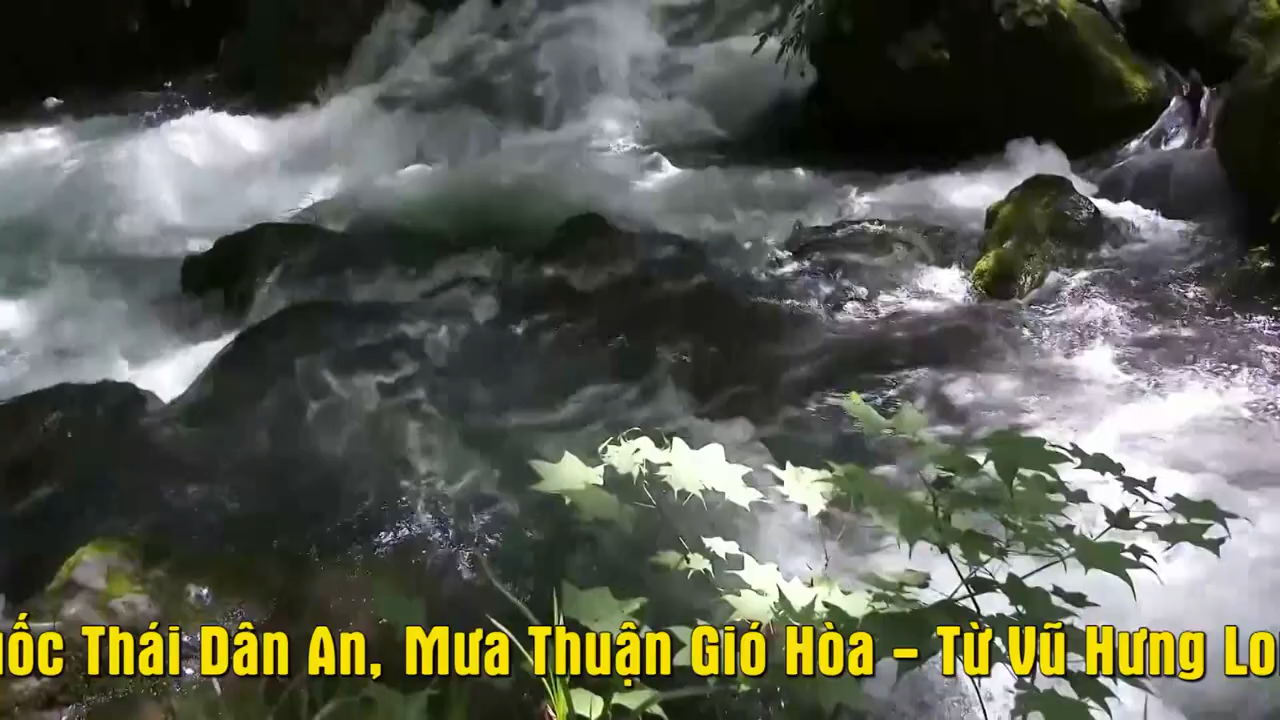 Thái Dân An, Mưa Thuận Gió Hòa - Từ Vũ Hưng